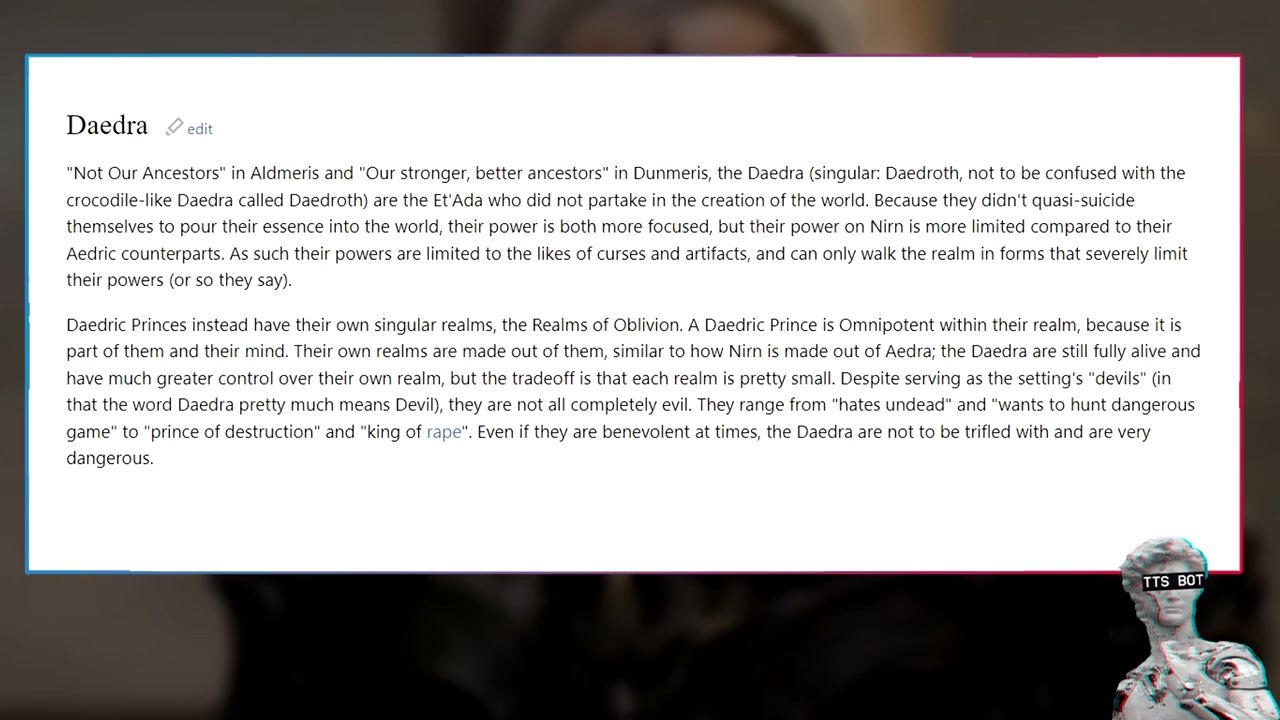 Daedra edit
"Not Our Ancestors" in Aldmeris and "Our stronger, better ancestors" in Dunmeris, the Daedra (singular: Daedroth, not to be confused with the
crocodile-like Daedra called Daedroth) are the Et'Ada who did not partake in the creation of the world. Because they didn't quasi-suicide
themselves to pour their essence into the world, their power is both more focused, but their power on Nirn is more limited compared to their
Aedric counterparts. As such their powers are limited to the likes of curses and artifacts, and can only walk the realm in forms that severely limit
their powers (or so they say).
Daedric Princes instead have their own singular realms, the Realms of Oblivion. A Daedric Prince is Omnipotent within their realm, because it is
part of them and their mind. Their own realms are made out of them, similar to how Nirn is made out of Aedra; the Daedra are still fully alive and
have much greater control over their own realm, but the tradeoff is that each realm is pretty small. Despite serving as the setting's "devils" (in
that the word Daedra pretty much means Devil), they are not all completely evil. They range from "hates undead" and "wants to hunt dangerous
game" to "prince of destruction" and "king of rape". Even if they are benevolent at times, the Daedra are not to be trifled with and are very
dangerous.
TTS BOT